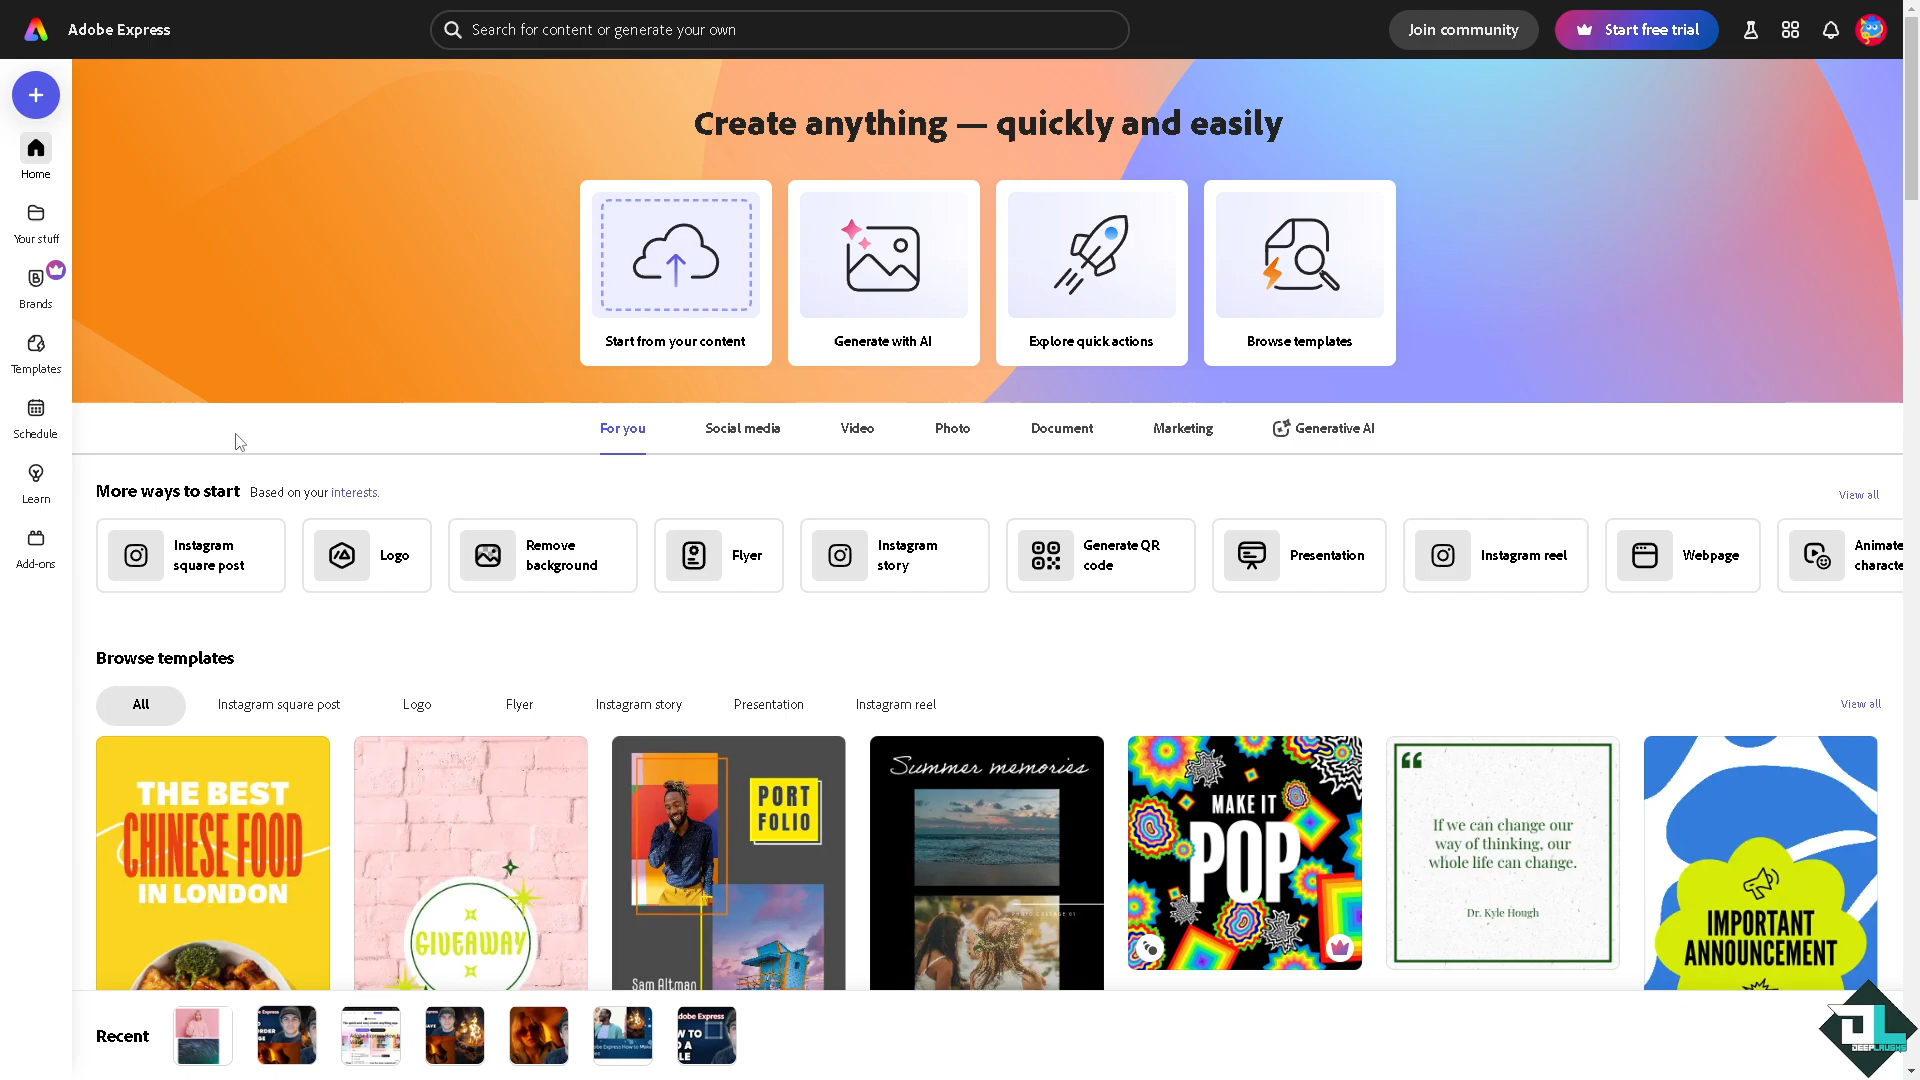 Adobe Express
Search for content or generate your own
Join community
Start free trial
Create anything — quickly and easily
Home
Your stuff
Brands
Templates
Schedule
Learn
Add-ons
Start from your content
Generate with AI
Explore quick actions
Browse templates
For you
Social media
Video
Photo
Document
Marketing
Generative AI
More ways to start
Based on your interests.
View all
Instagram
square post
Logo
Remove
background
Flyer
Instagram
story
Generate QR
code
Presentation
Instagram reel
Webpage
Animate
Browse templates
All
Instagram square post
Logo
Flyer
Instagram story
Presentation
Instagram reel
View all
THE BEST
CHINESE FOOD
IN LONDON
GIVEAWAY
PORT
FOLIO
Sam Altman
Summer memories
PHOTO COLLAGE 01
MAKE IT
POP
If we can change our
way of thinking, our
whole life can change.
Dr. Kyle Hough
IMPORTANT
ANNOUNCEMENT
Recent
DEEPLAUGHS